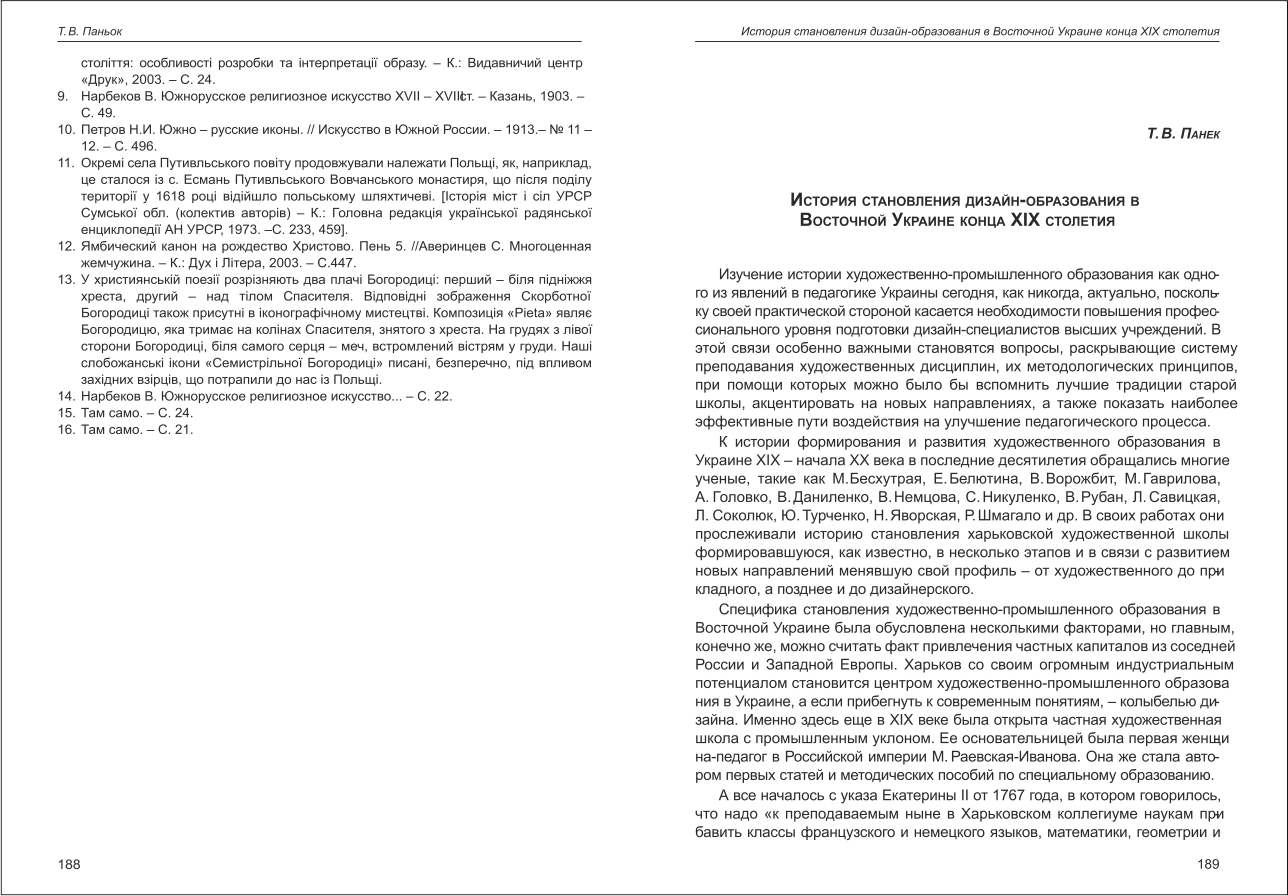 Т. В. Паньок
століття: особливості розробки та інтерпретації образу. – К.: Видавничий центр
«Друк», 2003. – С. 24.
9. Нарбеков В. Южнорусское религиозное искусство XVII – XVIIIст. – Казань, 1903. –
С. 49.
10. Петров Н.И. Южно – русские иконы. // Искусство в Южной России. – 1913.– № 11 –
12. – С. 496.
11. Окремі села Путивльського повіту продовжували належати Польщі, як, наприклад,
це сталося із с. Есмань Путивльського Вовчанського монастиря, що після поділу
території у 1618 році відійшло польському шляхтичеві. [Історія міст і сіл УРСР
Сумської обл. (колектив авторів) – К.: Головна редакція української радянської
енциклопедії АН УРСР, 1973. –С. 233, 459].
12. Ямбический канон на рождество Христово. Пень 5. //Аверинцев С. Многоценная
жемчужина. – К.: Дух і Літера, 2003. – С.447.
13. У християнській поезії розрізняють два плачі Богородиці: перший – біля підніжжя
хреста, другий – над тілом Спасителя. Відповідні зображення Скорботної
Богородиці також присутні в іконографічному мистецтві. Композиція «Pieta» являє
Богородицю, яка тримає на колінах Спасителя, знятого з хреста. На грудях з лівої
сторони Богородиці, біля самого серця – меч, встромлений вістрям у груди. Наші
слобожанські ікони «Семистрільної Богородиці» писані, безперечно, під впливом
західних взірців, що потрапили до нас із Польщі.
14. Нарбеков В. Южнорусское религиозное искусство... – С. 22.
15. Там само. – С. 24.
16. Там само. – С. 21.
188
История становления дизайн-образования в Восточной Украине конца XIX столетия
Т. В. Панек
История становления дизайн-образования в
Восточной Украине конца XIX столетия
Изучение истории художественно-промышленного образования как одно-
го из явлений в педагогике Украины сегодня, как никогда, актуально, посколь-
ку своей практической стороной касается необходимости повышения профес-
сионального уровня подготовки дизайн-специалистов высших учреждений. В
этой связи особенно важными становятся вопросы, раскрывающие систему
преподавания художественных дисциплин, их методологических принципов,
при помощи которых можно было бы вспомнить лучшие традиции старой
школы, акцентировать на новых направлениях, а также показать наиболее
эффективные пути воздействия на улучшение педагогического процесса.
К истории формирования и развития художественного образования в
Украине XIX – начала XX века в последние десятилетия обращались многие
ученые, такие как М.Бесхутрая, Е. Белютина, В. Ворожбит, М. Гаврилова,
А. Головко, В. Даниленко, В. Немцова, С. Никуленко, В. Рубан, Л. Савицкая,
Л. Соколюк, Ю. Турченко, Н. Яворская, Р. Шмагало и др. В своих работах они
прослеживали историю становления харьковской художественной школы
формировавшуюся, как известно, в несколько этапов и в связи с развитием
новых направлений менявшую свой профиль – от художественного до при-
кладного, а позднее и до дизайнерского.
Специфика становления художественно-промышленного образования в
Восточной Украине была обусловлена несколькими факторами, но главным,
конечно же, можно считать факт привлечения частных капиталов из соседней
России и Западной Европы. Харьков со своим огромным индустриальным
потенциалом становится центром художественно-промышленного образова
ния в Украине, а если прибегнуть к современным понятиям, – колыбелью ди-
зайна. Именно здесь еще в XIX веке была открыта частная художественная
школа с промышленным уклоном. Ее основательницей была первая женщи
на-педагог в Российской империи М. Раевская-Иванова. Она же стала авто-
ром первых статей и методических пособий по специальному образованию.
А все началось с указа Екатерины II от 1767 года, в котором говорилось,
что надо «к преподаваемым ныне в Харьковском коллегиуме наукам при-
бавить классы французского и немецкого языков, математики, геометрии и
189